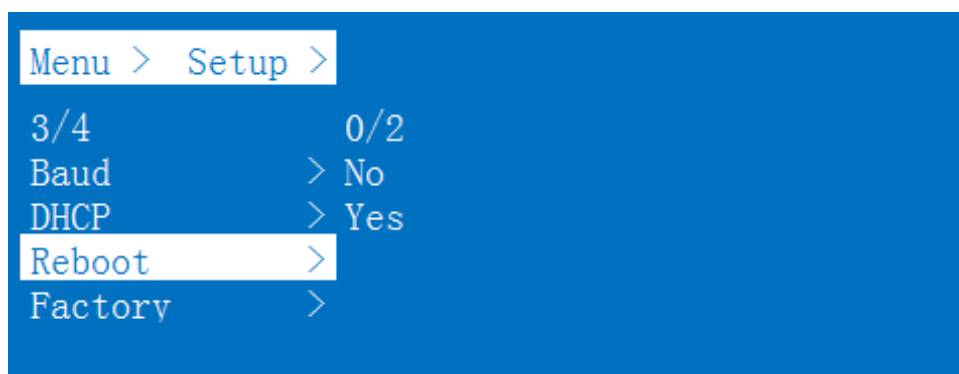 Menu > Setup >
3/4 0/2
Baud > No
DHCP > Yes
Reboot >
Factory >